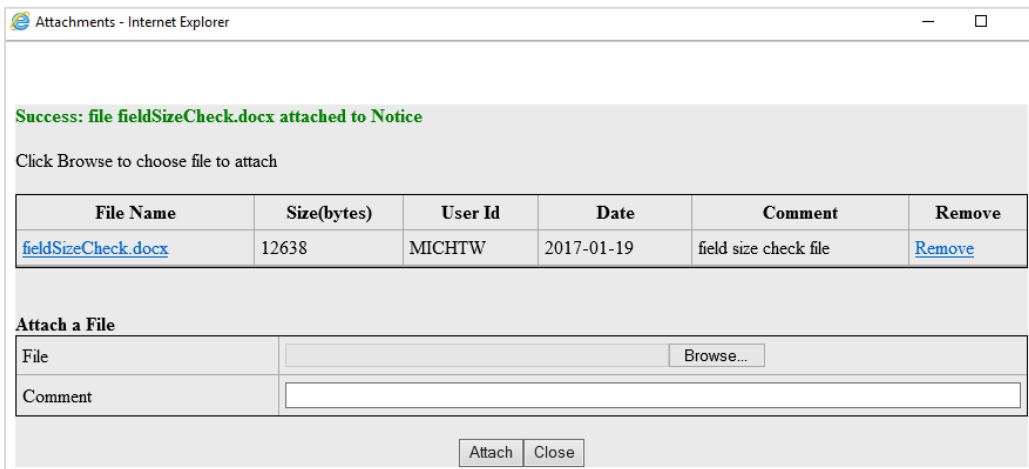 Attachments - Internet Explorer
Success: file fieldSizeCheck.docx attached to Notice
Click Browse to choose file to attach
File Name Size(bytes) User Id Date Comment Remove
fieldSizeCheck.docx 12638 MICHTW 2017-01-19 field size check file Remove
Attach a File
File Browse...
Comment
Attach Close